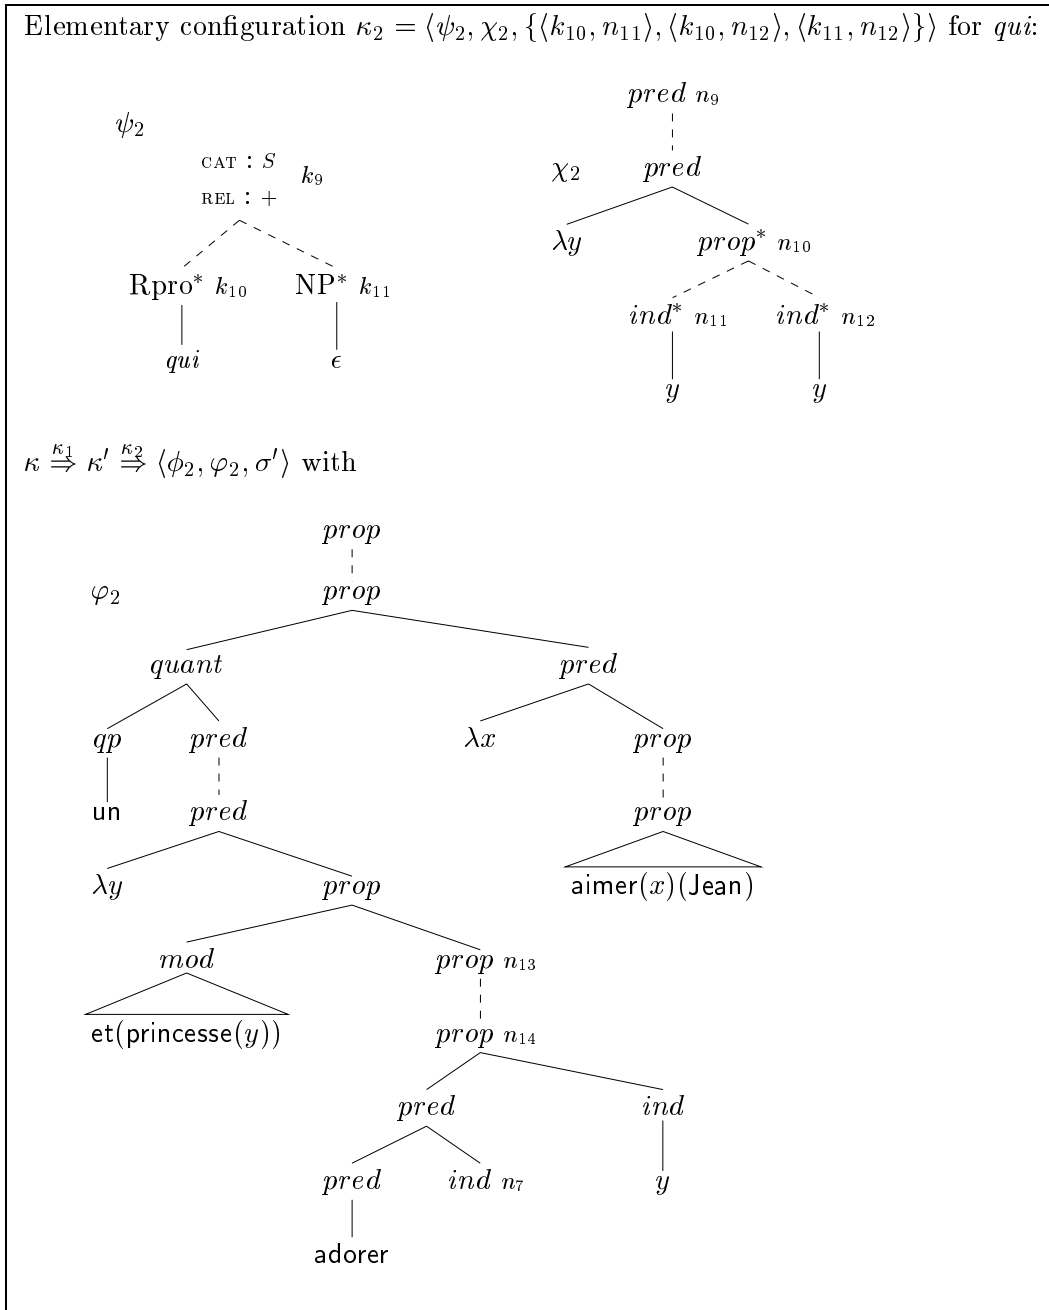 Elementary configuration κ₂ = ⟨ψ₂, χ₂, {⟨k₁₀, n₁₁⟩, ⟨k₁₀, n₁₂⟩, ⟨k₁₁, n₁₂⟩}⟩ for qui:
pred n₉
ψ₂
CAT : S
REL : +
k₉
χ₂ pred
λy prop* n₁₀
Rpro* k₁₀ NP* k₁₁
ind* n₁₁ ind* n₁₂
qui ϵ
y y
κ ⇛^κ₁ κ′ ⇛^κ₂ ⟨ϕ₂, φ₂, σ′⟩ with
prop
φ₂ prop
quant pred
qp pred λx prop
un pred prop
λy prop aimer(x)(Jean)
mod prop n₁₃
et(princesse(y)) prop n₁₄
pred ind
pred ind n₇ y
adorer